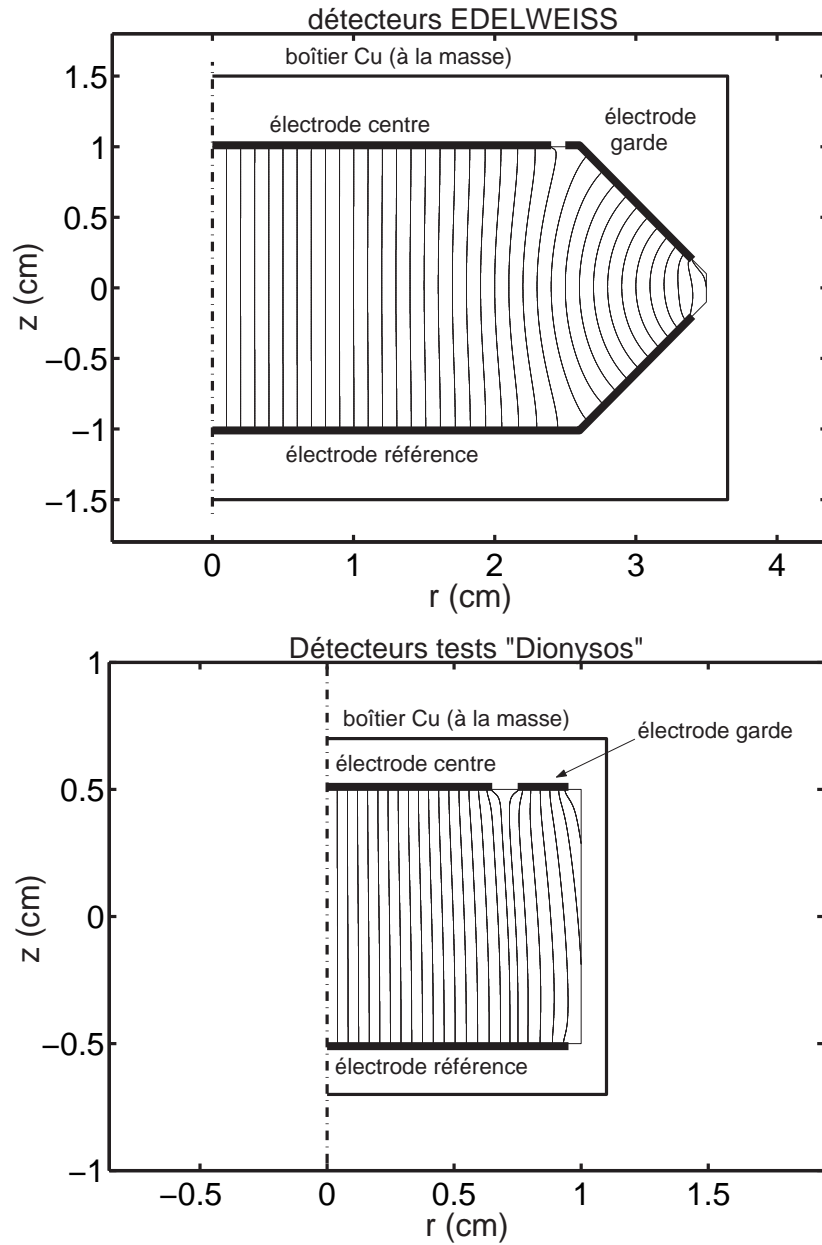 détecteurs EDELWEISS
boîtier Cu (à la masse)
électrode centre
électrode
garde
électrode référence
1.5
1
0.5
0
−0.5
−1
−1.5
z (cm)
0
1
2
3
4
r (cm)
Détecteurs tests "Dionysos"
boîtier Cu (à la masse)
électrode garde
électrode centre
électrode référence
1
0.5
0
−0.5
−1
z (cm)
−0.5
0
0.5
1
1.5
r (cm)